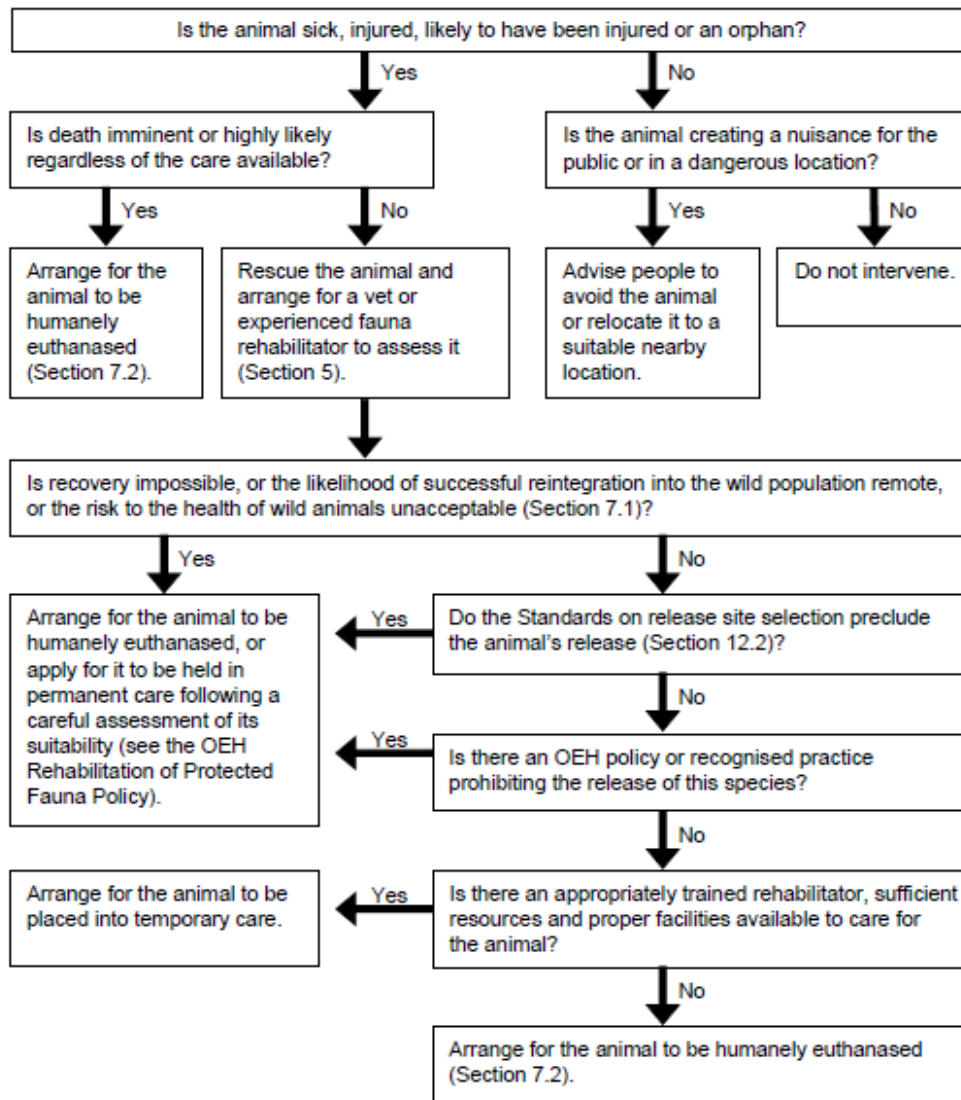 Is the animal sick, injured, likely to have been injured or an orphan?
Yes
No
Is death imminent or highly likely
regardless of the care available?
Is the animal creating a nuisance for the
public or in a dangerous location?
Yes
No
Yes
No
Arrange for the
animal to be
humanely
euthanased
(Section 7.2).
Rescue the animal and
arrange for a vet or
experienced fauna
rehabilitator to assess it
(Section 5).
Advise people to
avoid the animal
or relocate it to a
suitable nearby
location.
Do not intervene.
Is recovery impossible, or the likelihood of successful reintegration into the wild population remote,
or the risk to the health of wild animals unacceptable (Section 7.1)?
Yes
No
Arrange for the animal to be
humanely euthanased, or
apply for it to be held in
permanent care following a
careful assessment of its
suitability (see the OEH
Rehabilitation of Protected
Fauna Policy).
Yes
Do the Standards on release site selection preclude
the animal's release (Section 12.2)?
No
Yes
Is there an OEH policy or recognised practice
prohibiting the release of this species?
No
Arrange for the animal to be
placed into temporary care.
Yes
Is there an appropriately trained rehabilitator, sufficient
resources and proper facilities available to care for
the animal?
No
Arrange for the animal to be humanely euthanased
(Section 7.2).